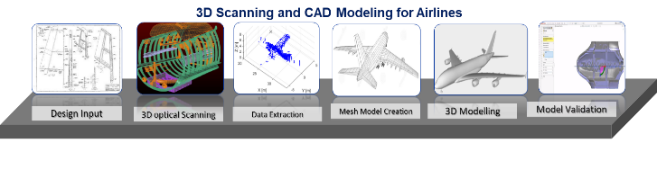 3D Scanning and CAD Modeling for Airlines
Design Input
3D optical Scanning
Data Extraction
Mesh Model Creation
3D Modelling
Model Validation